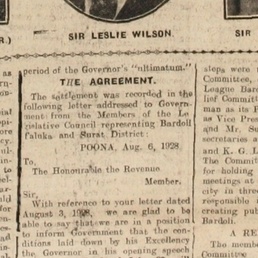 R.)
SIR LESLIE WILSON.
period of the Governor's "ultimatum."
THE AGREEMENT.
The settlement was recorded in the
following letter addressed to Govern-
ment from the Members of the Le
gislative Council representing Bardoli
Taluka and Surat District:
POONA, Aug. 6, 1928.
To,
The Honourable the Revenue
Member.
Sir,
With reference to your letter dated
August 3, 1928, we are glad to be
able to say that we are in a position
to inform Government that the con-
ditions laid down by his Excellency
the Governor in his opening speech
steps were
Committee,
League Bar
lief Committee
man as its P
as Vice Pres
and Mr. Su
secretaries a
and K. G. L
The Committ
for holding
meetings at
city in three
responsible
creating pub
Bardoli.
A RE
The membe
Committee